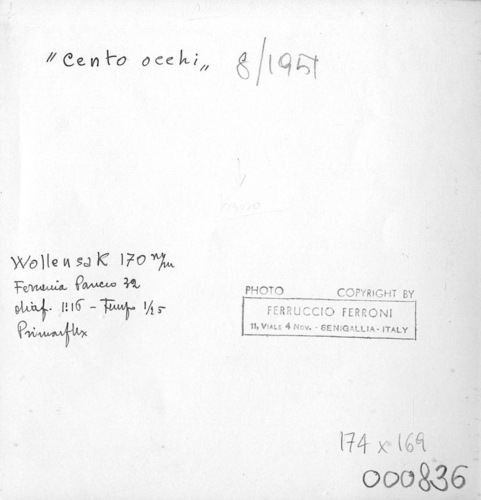 "Cento occhi" 8/1951
Wollensak 170 m/m
Ferrania Pancro 32
diaf. 1:16 - Temp. 1/25
Primarflex
PHOTO COPYRIGHT BY
FERRUCCIO FERRONI
11, VIALE 4 NOV. - SENIGALLIA - ITALY
174 x 169
000836